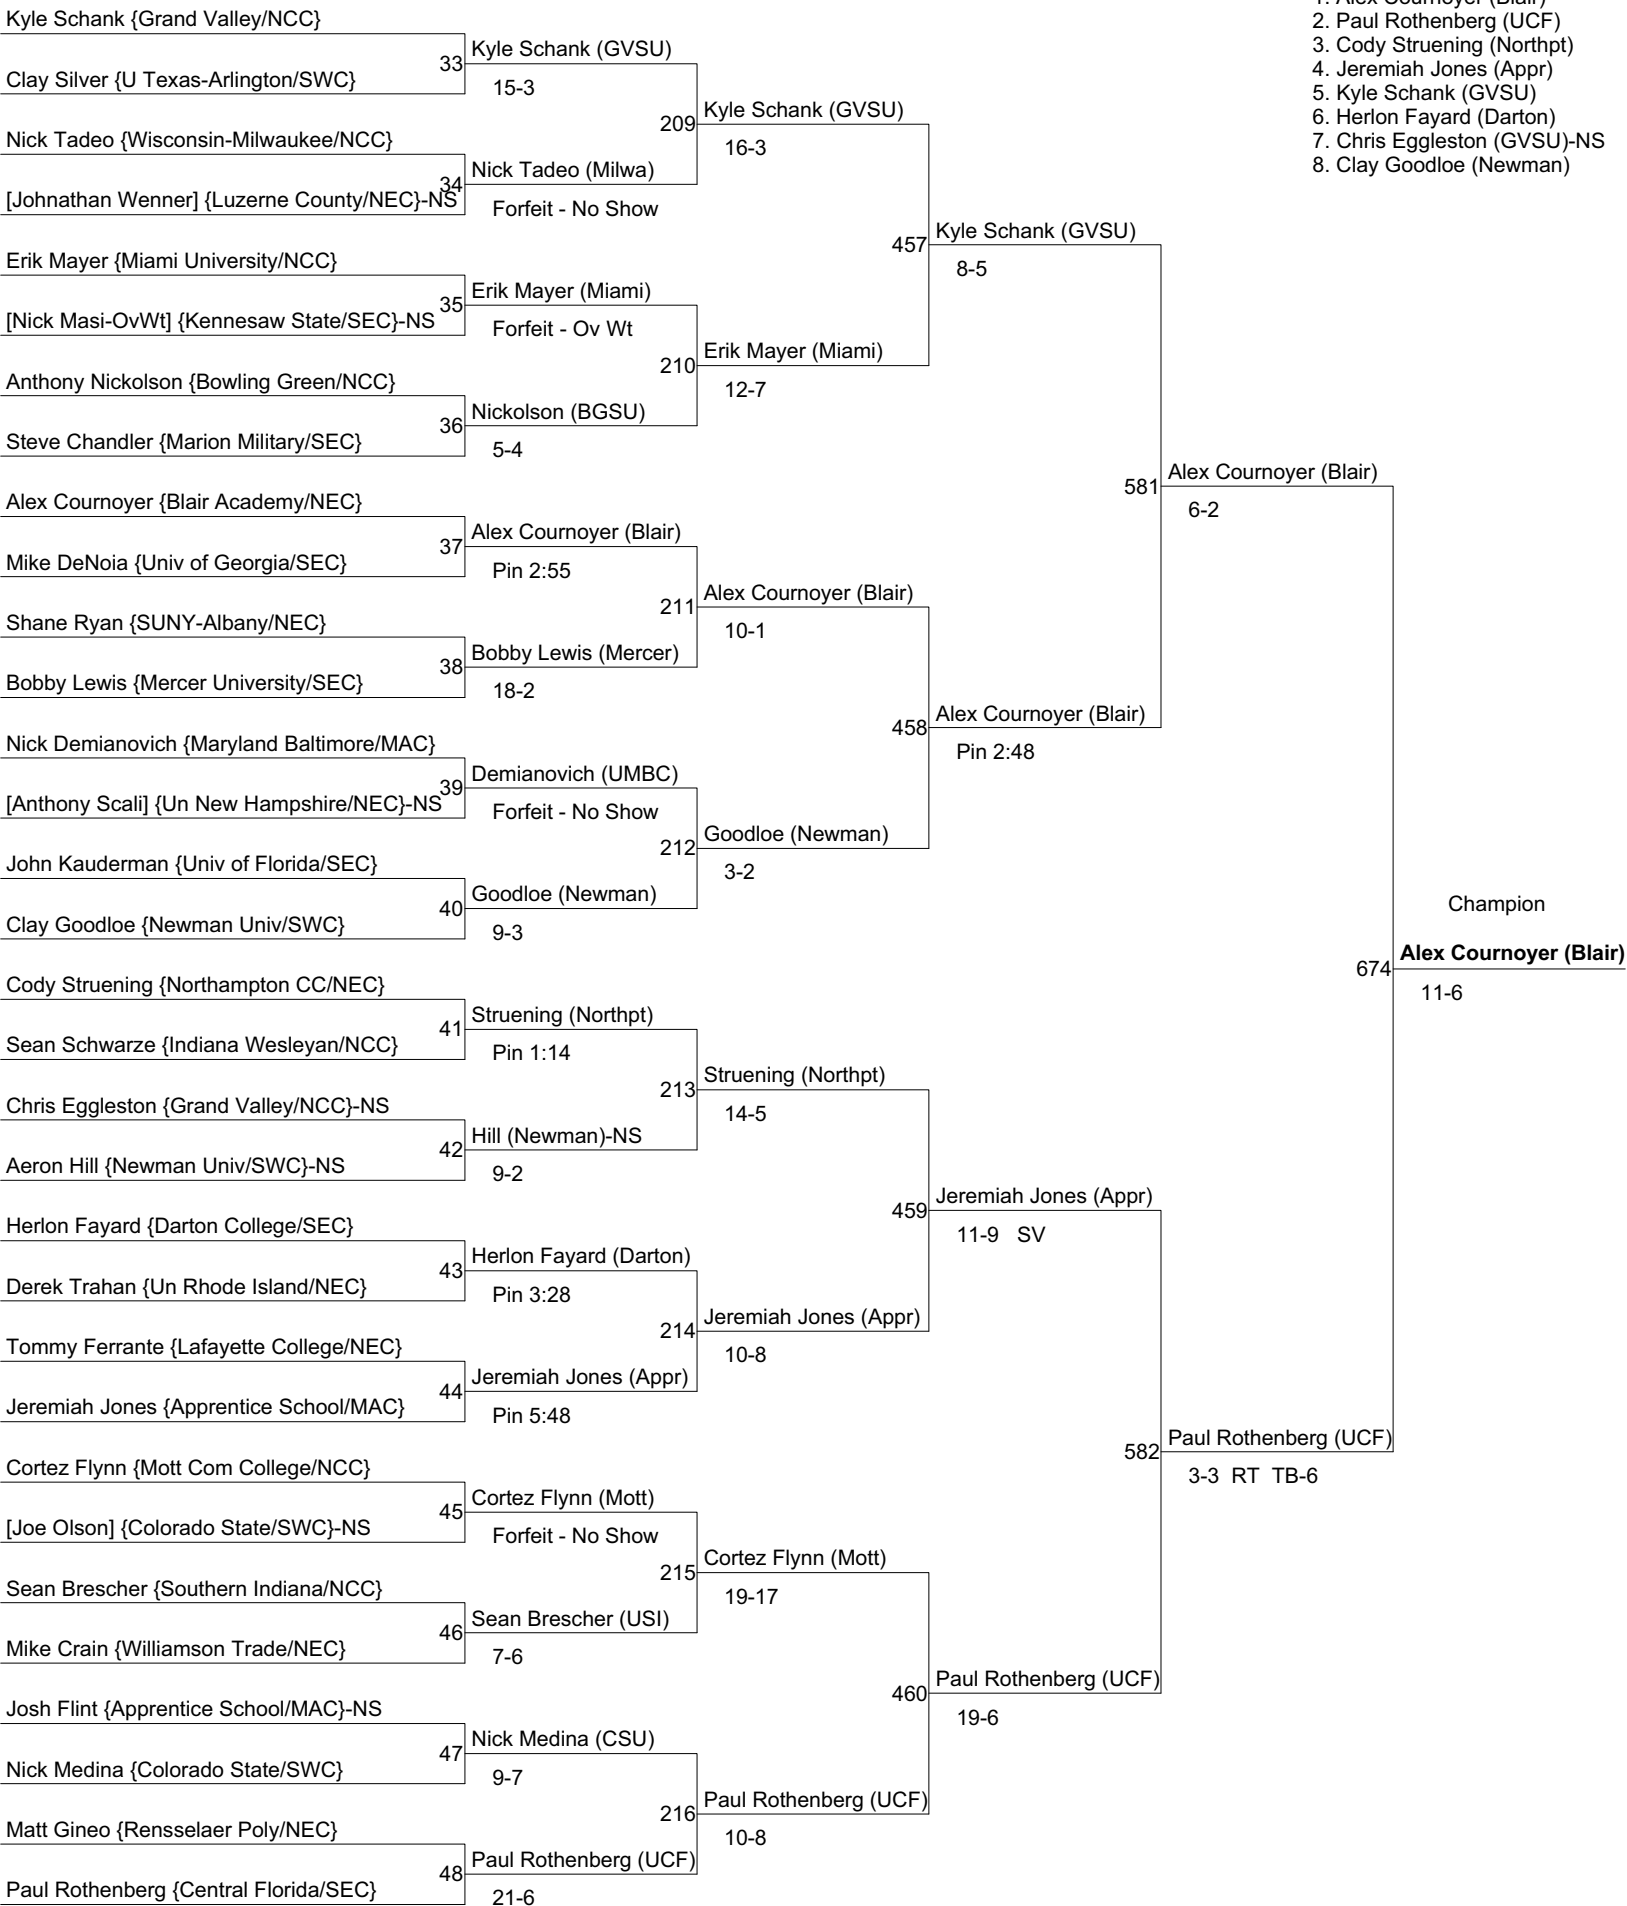 1. Alex Cournoyer (Blair)
2. Paul Rothenberg (UCF)
3. Cody Struening (Northpt)
4. Jeremiah Jones (Appr)
5. Kyle Schank (GVSU)
6. Herlon Fayard (Darton)
7. Chris Eggleston (GVSU)-NS
8. Clay Goodloe (Newman)
Kyle Schank {Grand Valley/NCC}
Clay Silver {U Texas-Arlington/SWC}
Nick Tadeo {Wisconsin-Milwaukee/NCC}
[Johnathan Wenner] {Luzerne County/NEC}-NS
Erik Mayer {Miami University/NCC}
[Nick Masi-OvWt] {Kennesaw State/SEC}-NS
Anthony Nickolson {Bowling Green/NCC}
Steve Chandler {Marion Military/SEC}
Alex Cournoyer {Blair Academy/NEC}
Mike DeNoia {Univ of Georgia/SEC}
Shane Ryan {SUNY-Albany/NEC}
Bobby Lewis {Mercer University/SEC}
Nick Demianovich {Maryland Baltimore/MAC}
[Anthony Scali] {Un New Hampshire/NEC}-NS
John Kauderman {Univ of Florida/SEC}
Clay Goodloe {Newman Univ/SWC}
Cody Struening {Northampton CC/NEC}
Sean Schwarze {Indiana Wesleyan/NCC}
Chris Eggleston {Grand Valley/NCC}-NS
Aeron Hill {Newman Univ/SWC}-NS
Herlon Fayard {Darton College/SEC}
Derek Trahan {Un Rhode Island/NEC}
Tommy Ferrante {Lafayette College/NEC}
Jeremiah Jones {Apprentice School/MAC}
Cortez Flynn {Mott Com College/NCC}
[Joe Olson] {Colorado State/SWC}-NS
Sean Brescher {Southern Indiana/NCC}
Mike Crain {Williamson Trade/NEC}
Josh Flint {Apprentice School/MAC}-NS
Nick Medina {Colorado State/SWC}
Matt Gineo {Rensselaer Poly/NEC}
Paul Rothenberg {Central Florida/SEC}
33
Kyle Schank (GVSU)
15-3
34
Nick Tadeo (Milwa)
Forfeit - No Show
35
Erik Mayer (Miami)
Forfeit - Ov Wt
36
Nickolson (BGSU)
5-4
37
Alex Cournoyer (Blair)
Pin 2:55
38
Bobby Lewis (Mercer)
18-2
39
Demianovich (UMBC)
Forfeit - No Show
40
Goodloe (Newman)
9-3
41
Struening (Northpt)
Pin 1:14
42
Hill (Newman)-NS
9-2
43
Herlon Fayard (Darton)
Pin 3:28
44
Jeremiah Jones (Appr)
Pin 5:48
45
Cortez Flynn (Mott)
Forfeit - No Show
46
Sean Brescher (USI)
7-6
47
Nick Medina (CSU)
9-7
48
Paul Rothenberg (UCF)
21-6
209
Kyle Schank (GVSU)
16-3
210
Erik Mayer (Miami)
12-7
211
Alex Cournoyer (Blair)
10-1
212
Goodloe (Newman)
3-2
213
Struening (Northpt)
14-5
214
Jeremiah Jones (Appr)
10-8
215
Cortez Flynn (Mott)
19-17
216
Paul Rothenberg (UCF)
10-8
457
Kyle Schank (GVSU)
8-5
458
Alex Cournoyer (Blair)
Pin 2:48
459
Jeremiah Jones (Appr)
11-9 SV
460
Paul Rothenberg (UCF)
19-6
581
Alex Cournoyer (Blair)
6-2
582
Paul Rothenberg (UCF)
3-3 RT TB-6
Champion
674
Alex Cournoyer (Blair)
11-6